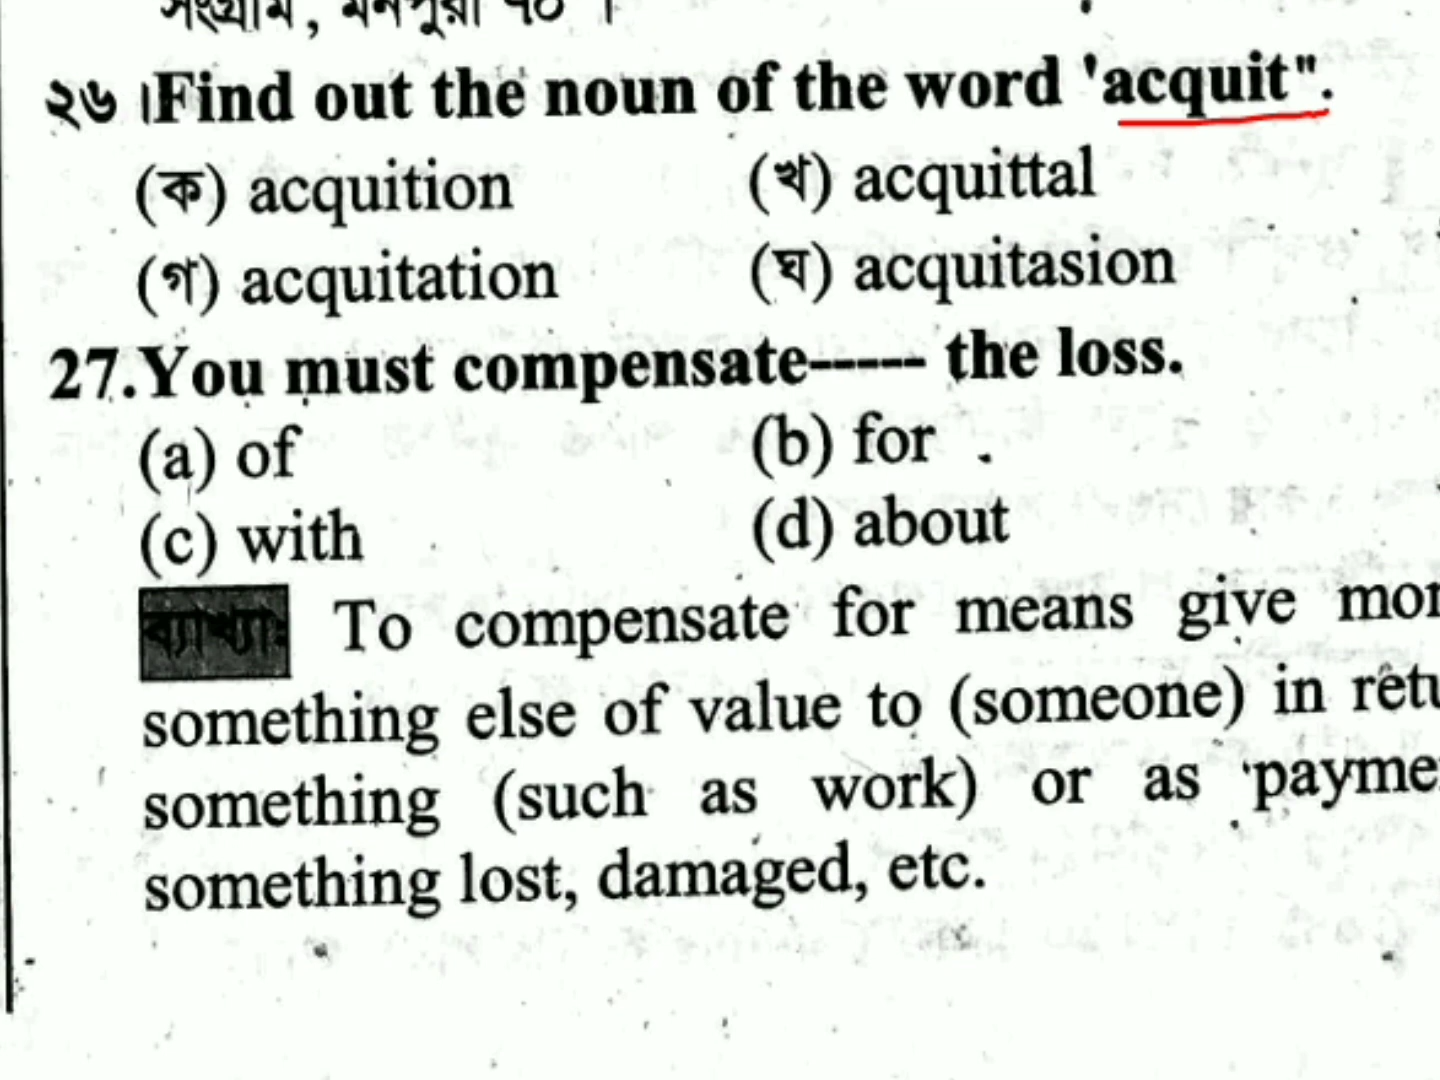 সংগ্রাম, মনপুরা ৭০ ।
২৬।Find out the noun of the word 'acquit".
(ক) acquition (খ) acquittal
(গ) acquitation (ঘ) acquitasion
27.You must compensate----- the loss.
(a) of (b) for
(c) with (d) about
ব্যাখ্যা: To compensate for means give
something else of value to (someone) in
something (such as work) or as
something lost, damaged, etc.